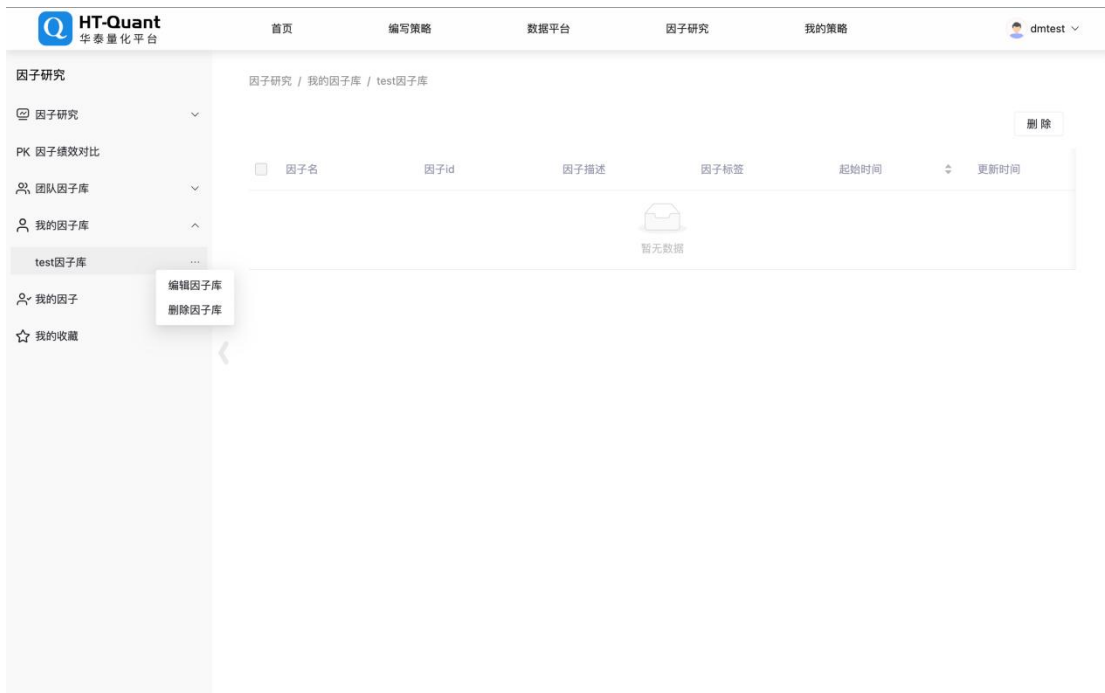 HT-Quant
华泰量化平台
首页 编写策略 数据平台 因子研究 我的策略 dmtest
因子研究
因子研究 / 我的因子库 / test因子库
因子研究
删 除
PK 因子绩效对比
因子名 因子id 因子描述 因子标签 起始时间 更新时间
团队因子库
我的因子库
暂无数据
test因子库 ...
编辑因子库
删除因子库
我的因子
我的收藏